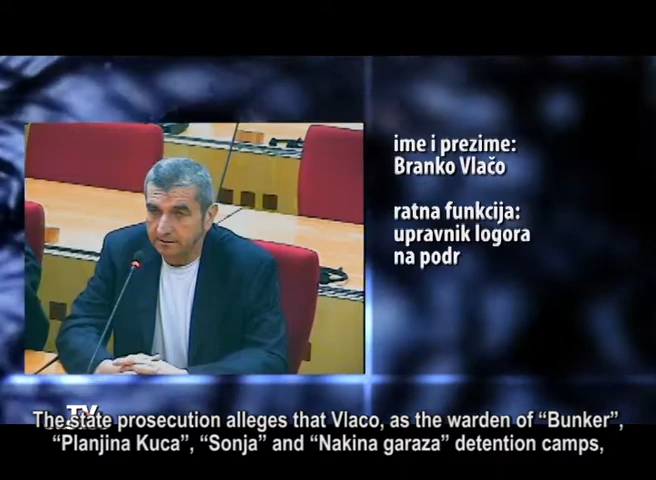 ime i prezime:
Branko Vlačo
ratna funkcija:
upravnik logora
na podr
TV
The state prosecution alleges that Vlaco, as the warden of “Bunker”,
“Planjina Kuca”, “Sonja” and “Nakina garaza” detention camps,